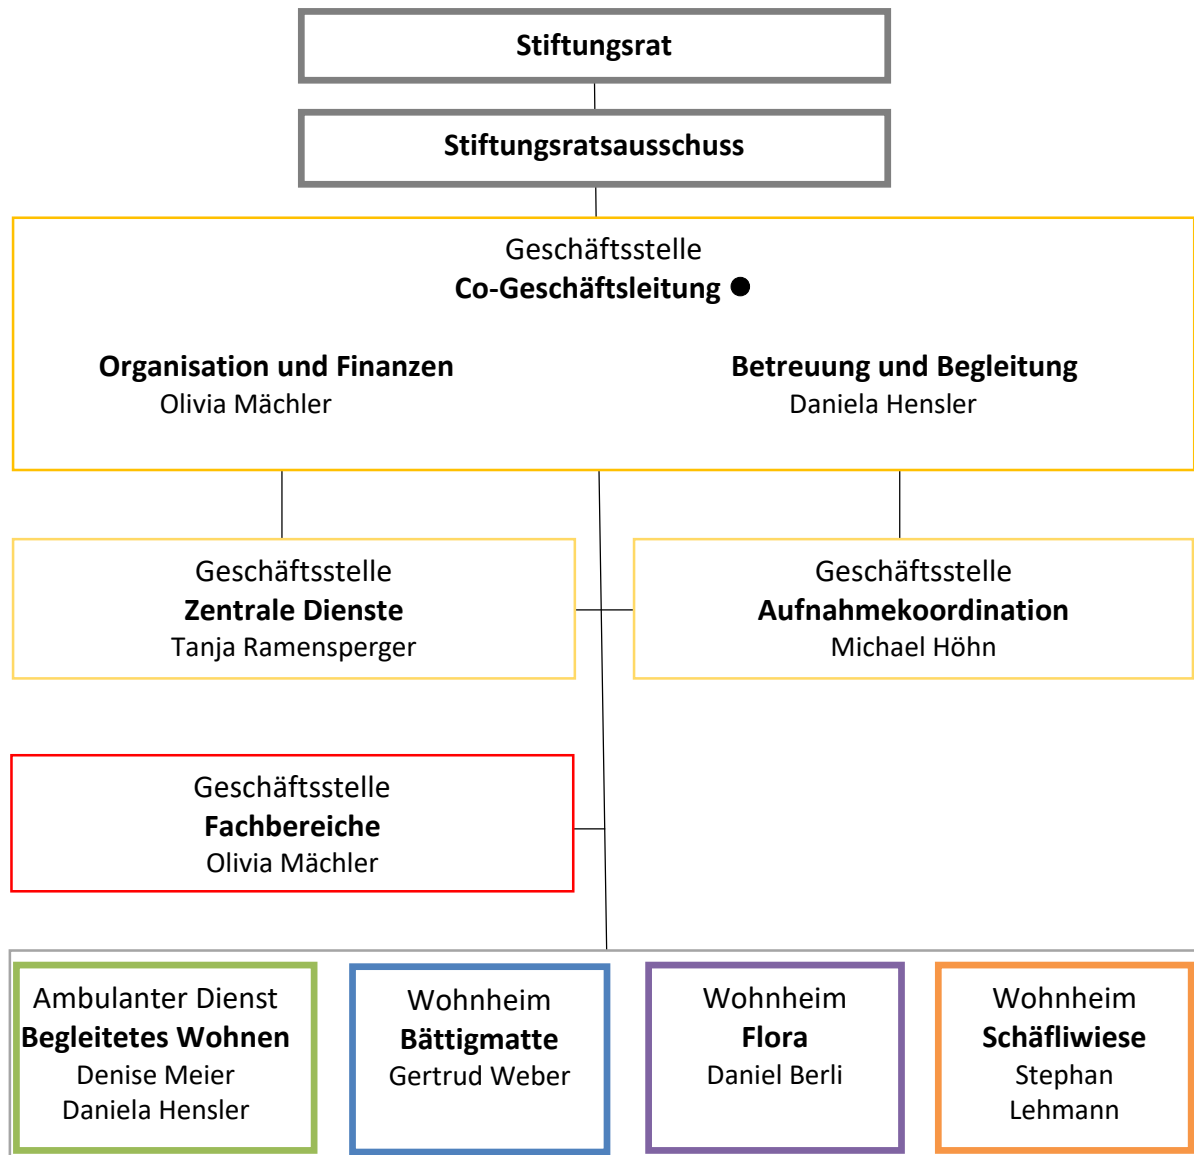 Stiftungsrat
Stiftungsratsausschuss
Geschäftsstelle
Co-Geschäftsleitung ●
Organisation und Finanzen
Olivia Mächler
Betreuung und Begleitung
Daniela Hensler
Geschäftsstelle
Zentrale Dienste
Tanja Ramensperger
Geschäftsstelle
Aufnahmekoordination
Michael Höhn
Geschäftsstelle
Fachbereiche
Olivia Mächler
Ambulanter Dienst
Begleitetes Wohnen
Denise Meier
Daniela Hensler
Wohnheim
Bättigmatte
Gertrud Weber
Wohnheim
Flora
Daniel Berli
Wohnheim
Schäfliwiese
Stephan
Lehmann